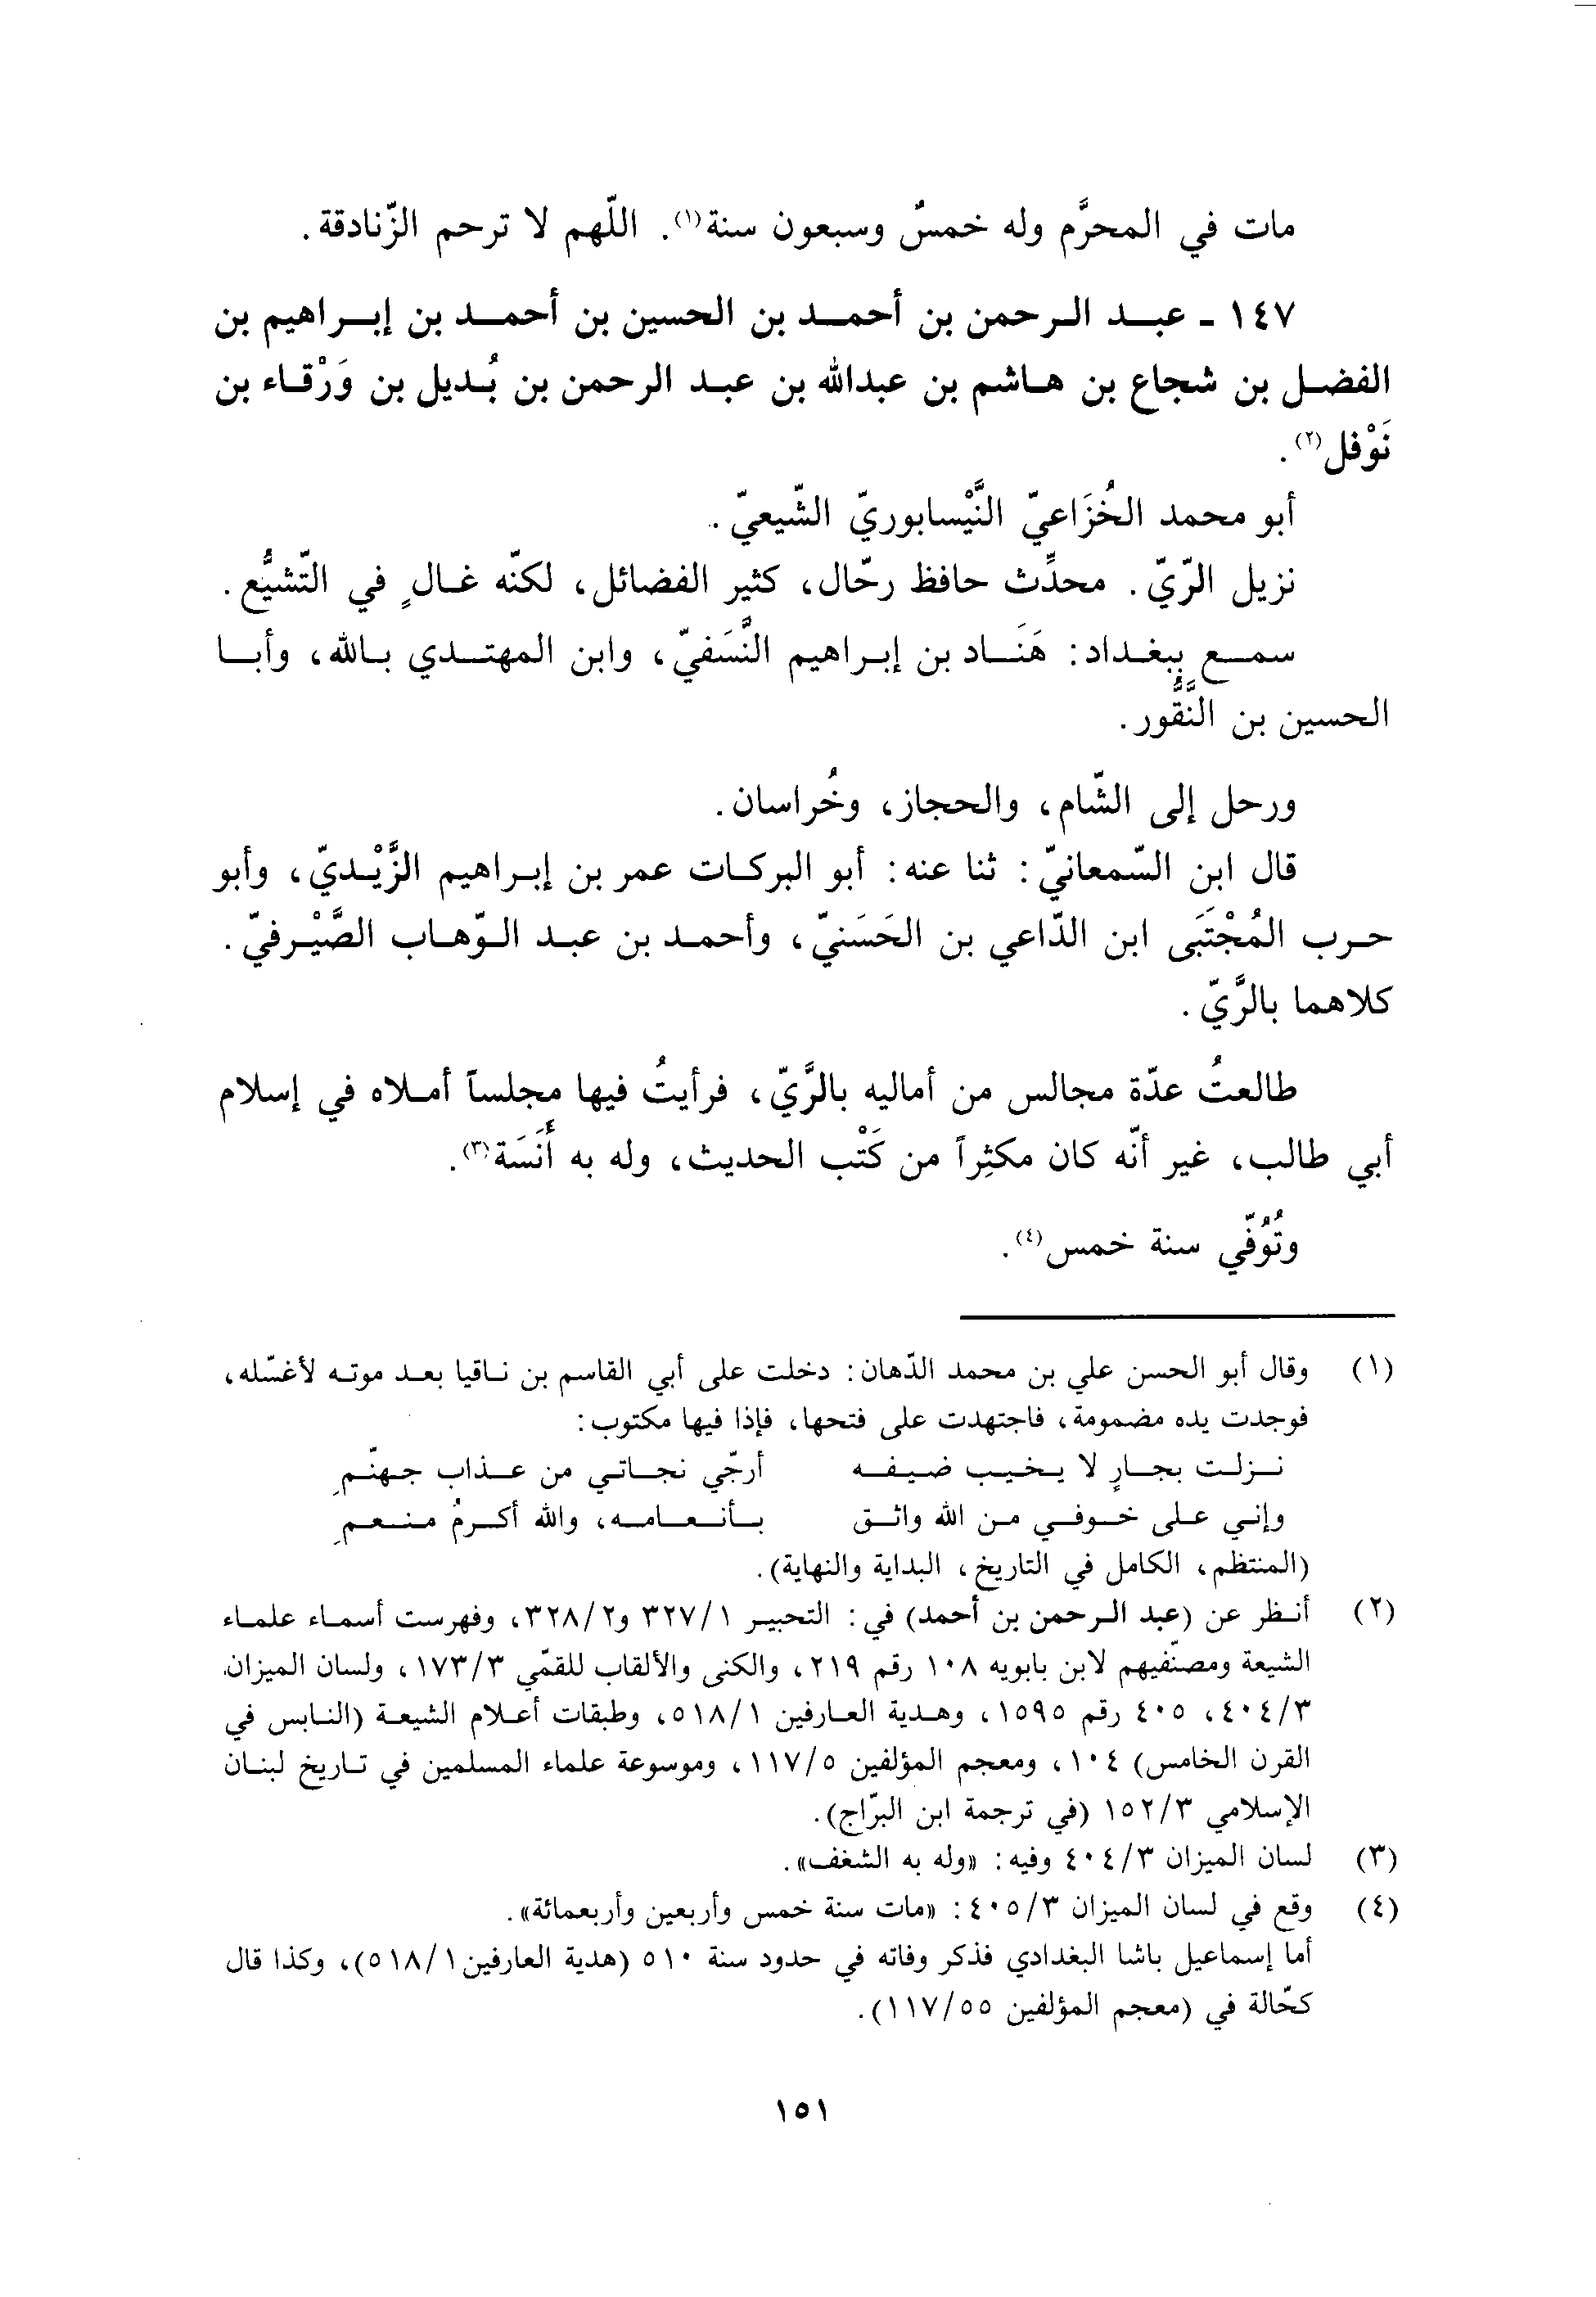 مات في المحرَّم وله خمسٌ وسبعون سنة(١). اللّهم لا ترحم الزّنادقة.
١٤٧ ـ عبد الرحمن بن أحمد بن الحسين بن أحمد بن إبراهيم بن
الفضل بن شجاع بن هاشم بن عبدالله بن عبد الرحمن بن بُديل بن وَرْقاء بن
نَوْفل(٢).
أبو محمد الخُزَاعيّ النَّيْسابوريّ الشّيعيّ.
نزيل الرّيّ. محدِّث حافظ رحّال، كثير الفضائل، لكنّه غالٍ في التّشيُّع.
سمع ببغداد: هَنَاد بن إبراهيم النَّسَفيّ، وابن المهتدي بالله، وأبا
الحسين بن النَّقُّور.
ورحل إلى الشّام، والحجاز، وخُراسان.
قال ابن السّمعانيّ: ثنا عنه: أبو البركات عمر بن إبراهيم الزَّيْديّ، وأبو
حرب المُجْتَبَى ابن الدّاعي بن الحَسَنيّ، وأحمد بن عبد الوّهاب الصَّيْرفيّ.
كلاهما بالرَّيّ.
طالعتُ عدّة مجالس من أماليه بالرَّيّ، فرأيتُ فيها مجلساً أملاه في إسلام
أبي طالب، غير أنّه كان مكثِراً من كَتْب الحديث، وله به أَنَسَة(٣).
وتُوُفّي سنة خمس(٤).
(١) وقال أبو الحسن علي بن محمد الدّهان: دخلت على أبي القاسم بن ناقيا بعد موته لأغسّله،
فوجدت يده مضمومة، فاجتهدت على فتحها، فإذا فيها مكتوب:
نزلت بجارٍ لا يخيب ضيفه أرجّي نجاتي من عذاب جهنّمِ
وإني على خوفي من الله واثق بأنعامه، والله أكرمُ منعمِ
(المنتظم، الكامل في التاريخ، البداية والنهاية).
(٢) أنظر عن (عبد الرحمن بن أحمد) في: التحبير ٣٢٧/١ و٣٢٨/٢، وفهرست أسماء علماء
الشيعة ومصنّفيهم لابن بابويه ١٠٨ رقم ٢١٩، والكنى والألقاب للقمّي ١٧٣/٣، ولسان الميزان
٤٠٤/٣، ٤٠٥ رقم ١٥٩٥، وهدية العارفين ٥١٨/١، وطبقات أعلام الشيعة (النابس في
القرن الخامس) ١٠٤، ومعجم المؤلفين ١١٧/٥، وموسوعة علماء المسلمين في تاريخ لبنان
الإسلامي ١٥٢/٣ (في ترجمة ابن البرّاج).
(٣) لسان الميزان ٤٠٤/٣ وفيه: «وله به الشغف».
(٤) وقع في لسان الميزان ٤٠٥/٣: «مات سنة خمس وأربعين وأربعمائة».
أما إسماعيل باشا البغدادي فذكر وفاته في حدود سنة ٥١٠ (هدية العارفين ٥١٨/١)، وكذا قال
كحّالة في (معجم المؤلفين ١١٧/٥٥).
١٥١